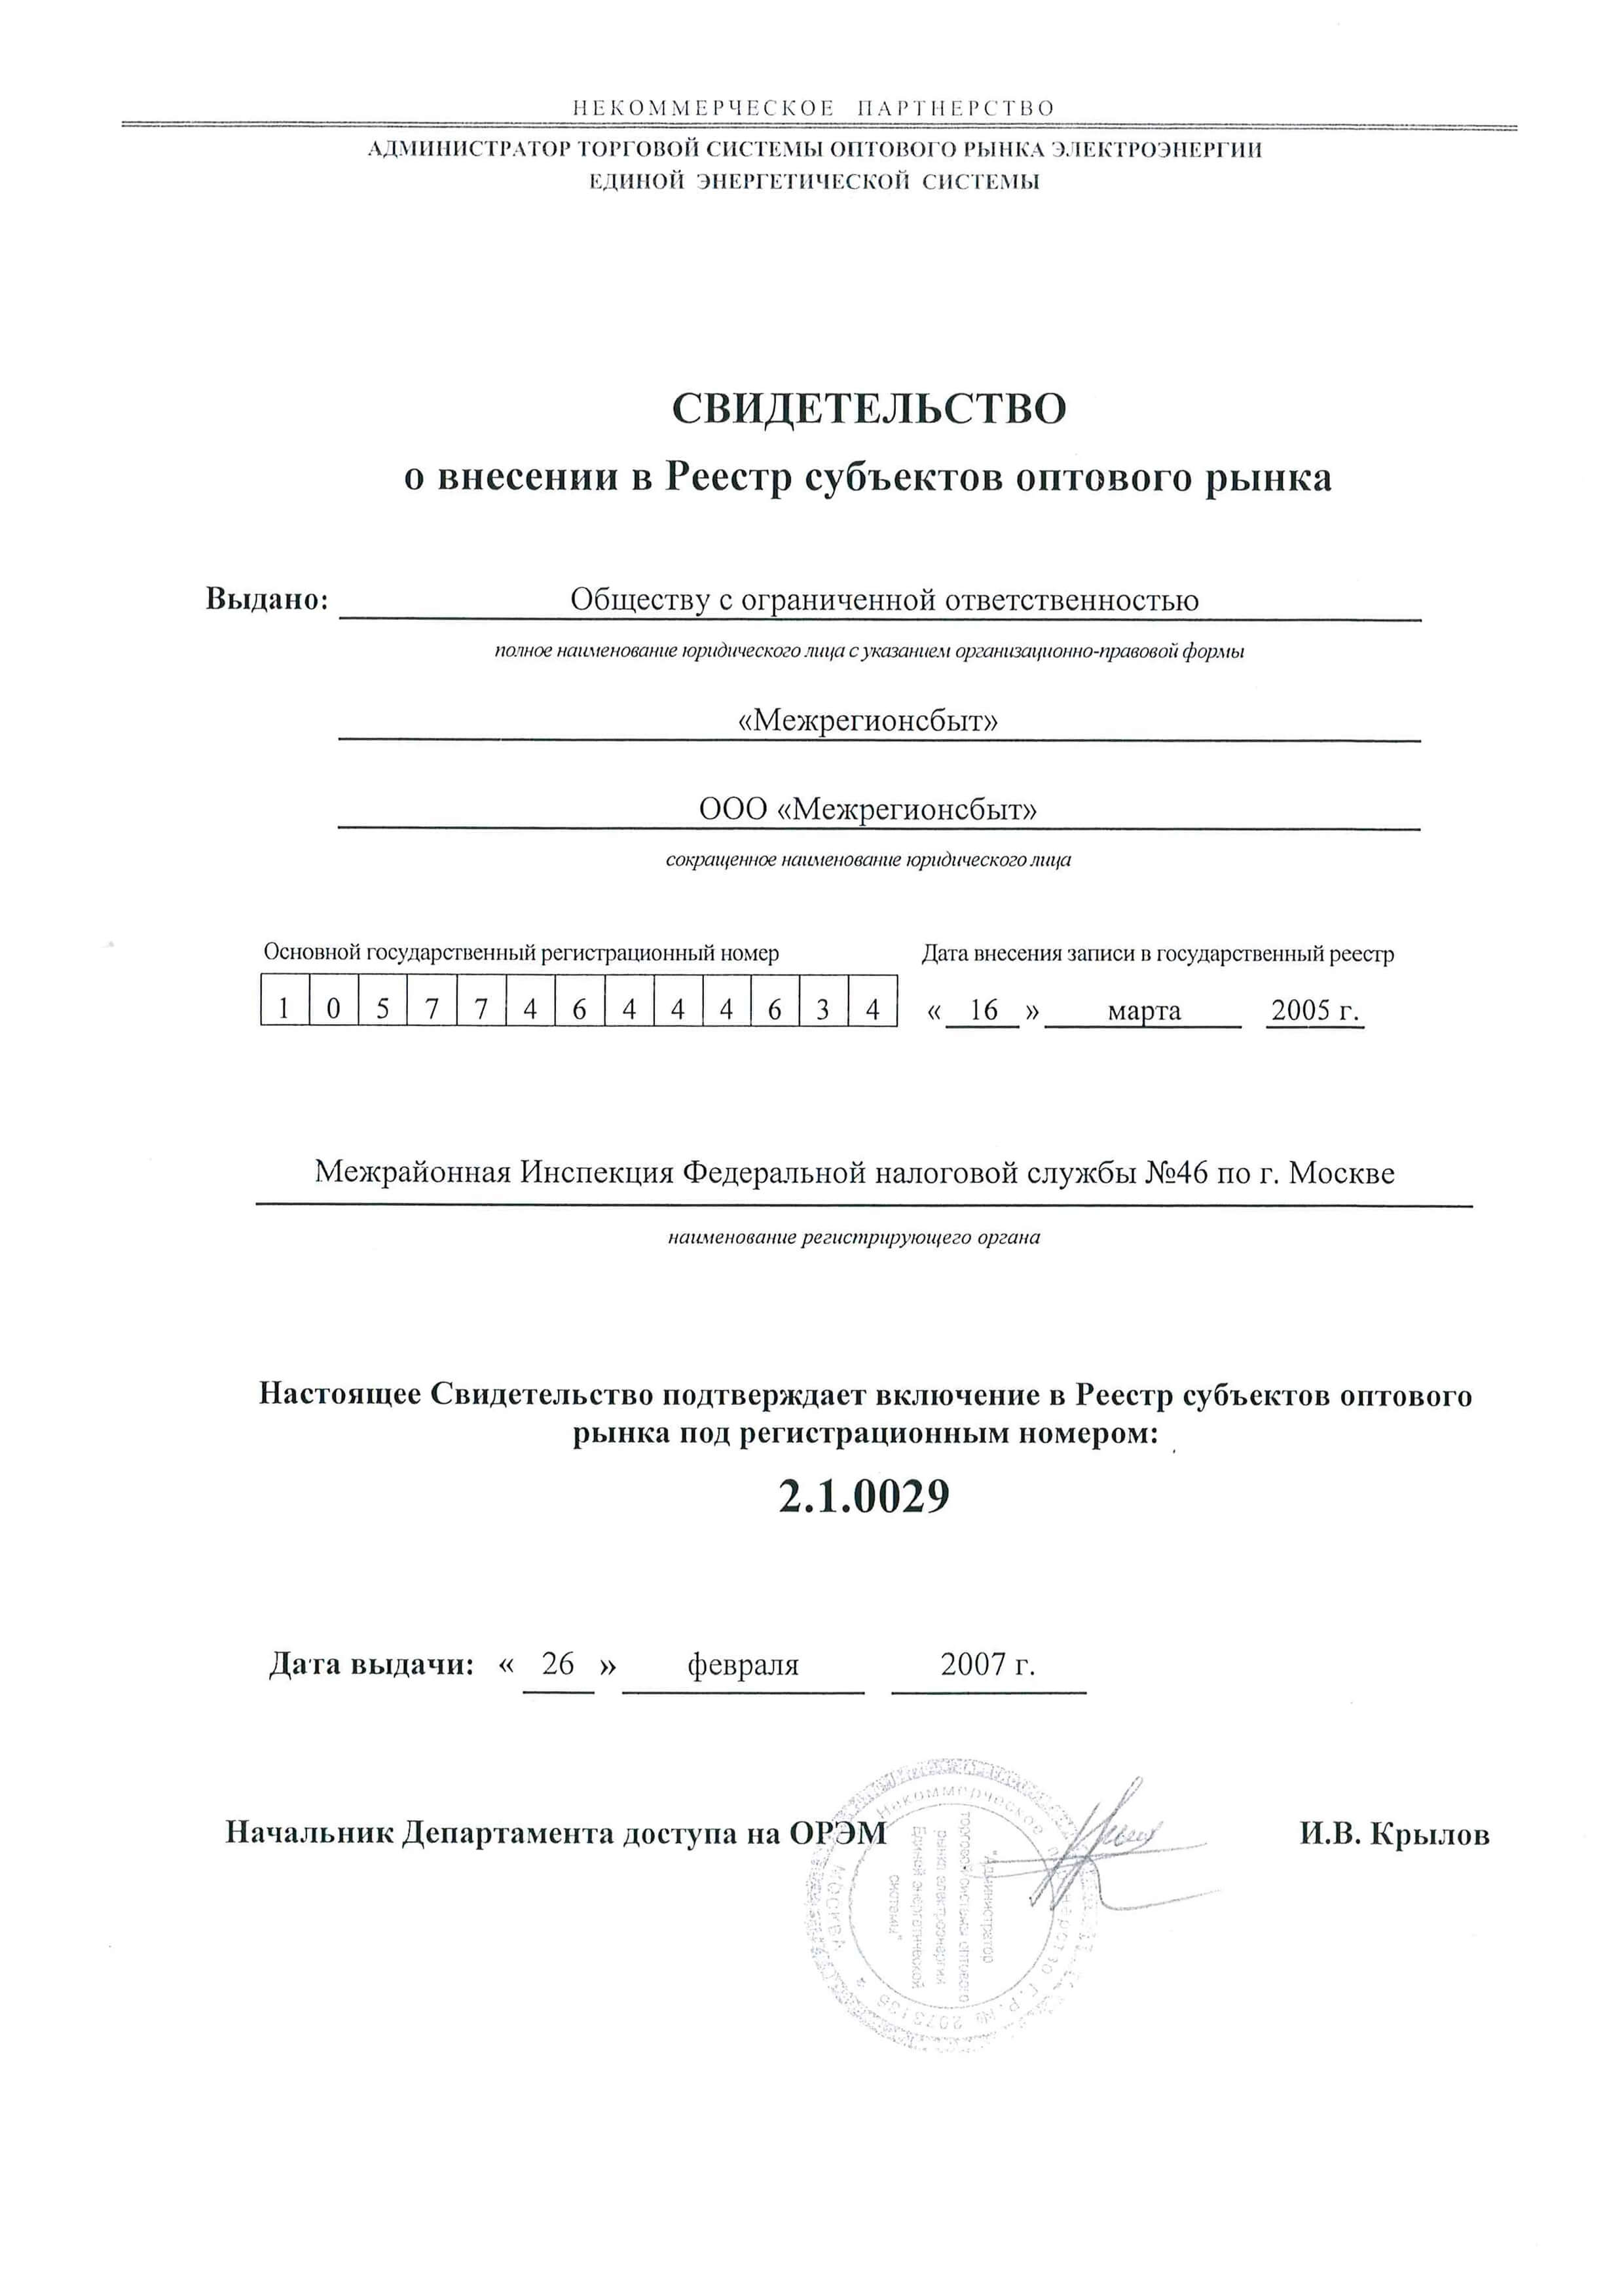 НЕКОММЕРЧЕСКОЕ ПАРТНЕРСТВО
АДМИНИСТРАТОР ТОРГОВОЙ СИСТЕМЫ ОПТОВОГО РЫНКА ЭЛЕКТРОЭНЕРГИИ
ЕДИНОЙ ЭНЕРГЕТИЧЕСКОЙ СИСТЕМЫ
СВИДЕТЕЛЬСТВО
о внесении в Реестр субъектов оптового рынка
Выдано: Обществу с ограниченной ответственностью
полное наименование юридического лица с указанием организационно-правовой формы
«Межрегионсбыт»
ООО «Межрегионсбыт»
сокращенное наименование юридического лица
Основной государственный регистрационный номер Дата внесения записи в государственный реестр
1 0 5 7 7 4 6 4 4 4 6 3 4 « 16 » марта 2005 г.
Межрайонная Инспекция Федеральной налоговой службы №46 по г. Москве
наименование регистрирующего органа
Настоящее Свидетельство подтверждает включение в Реестр субъектов оптового
рынка под регистрационным номером:
2.1.0029
Дата выдачи: « 26 » февраля 2007 г.
Начальник Департамента доступа на ОРЭМ И.В. Крылов
Некоммерческое партнерство Г.Р.№
МОСКВА
"Администратор
торговой системы оптового
рынка электроэнергии
Единой энергетической
системы"